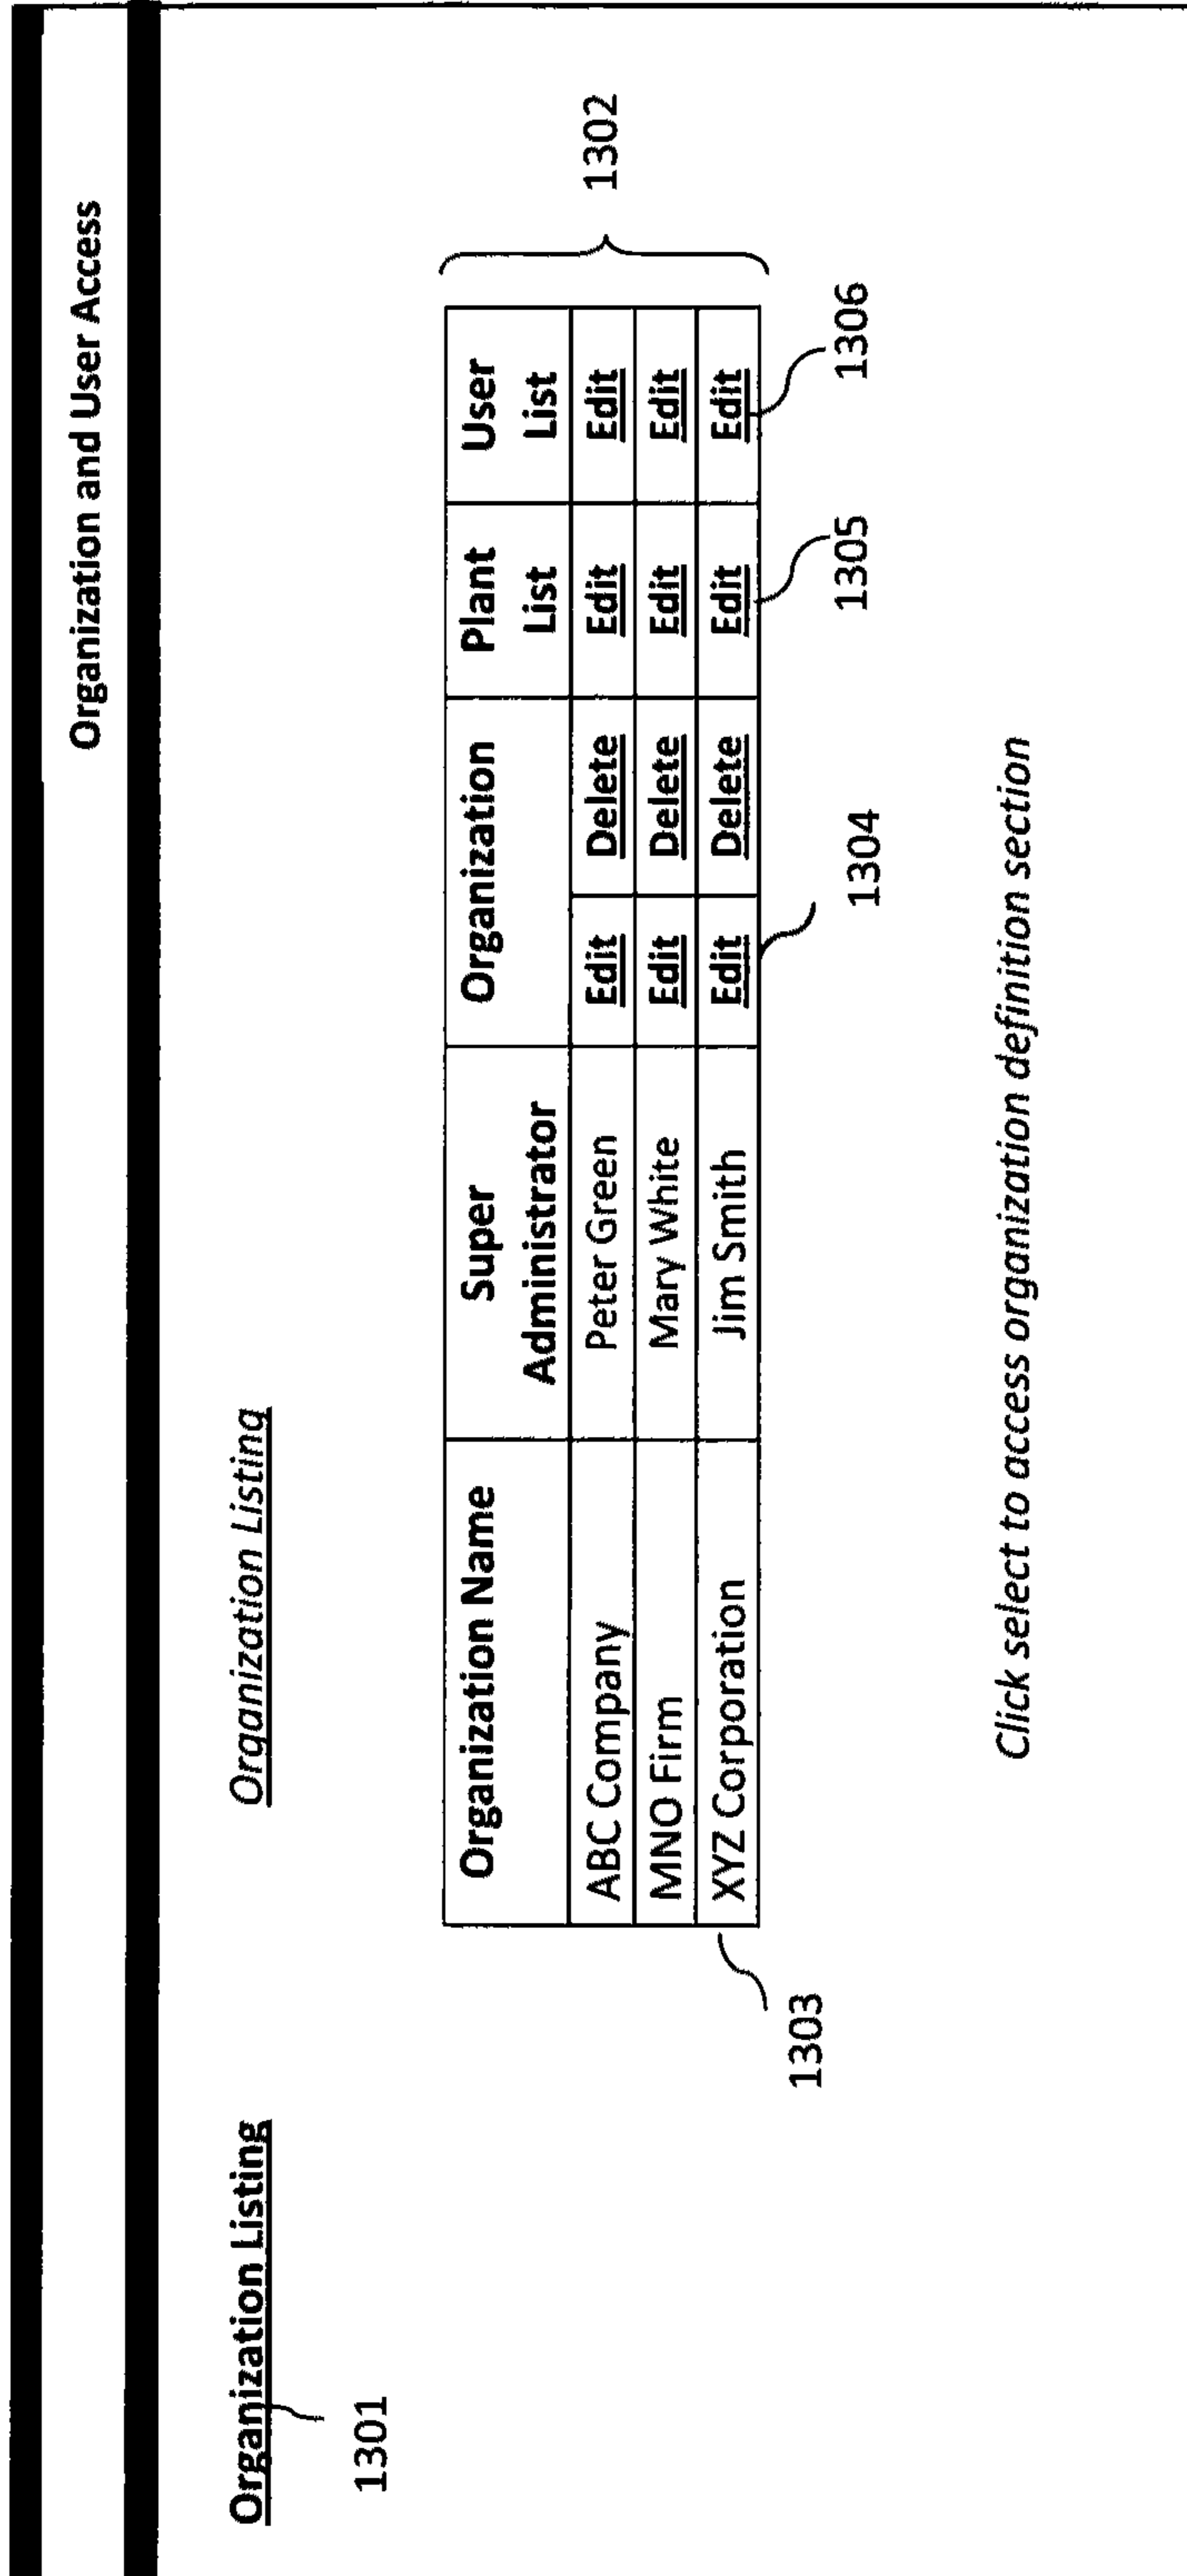 Organization and User Access
Organization Listing
Organization Listing
1301
1302
Organization Name Super Administrator Organization Plant List User List
ABC Company Peter Green Edit Delete Edit Edit
MNO Firm Mary White Edit Delete Edit Edit
XYZ Corporation Jim Smith Edit Delete Edit Edit
1303
1304
1305
1306
Click select to access organization definition section